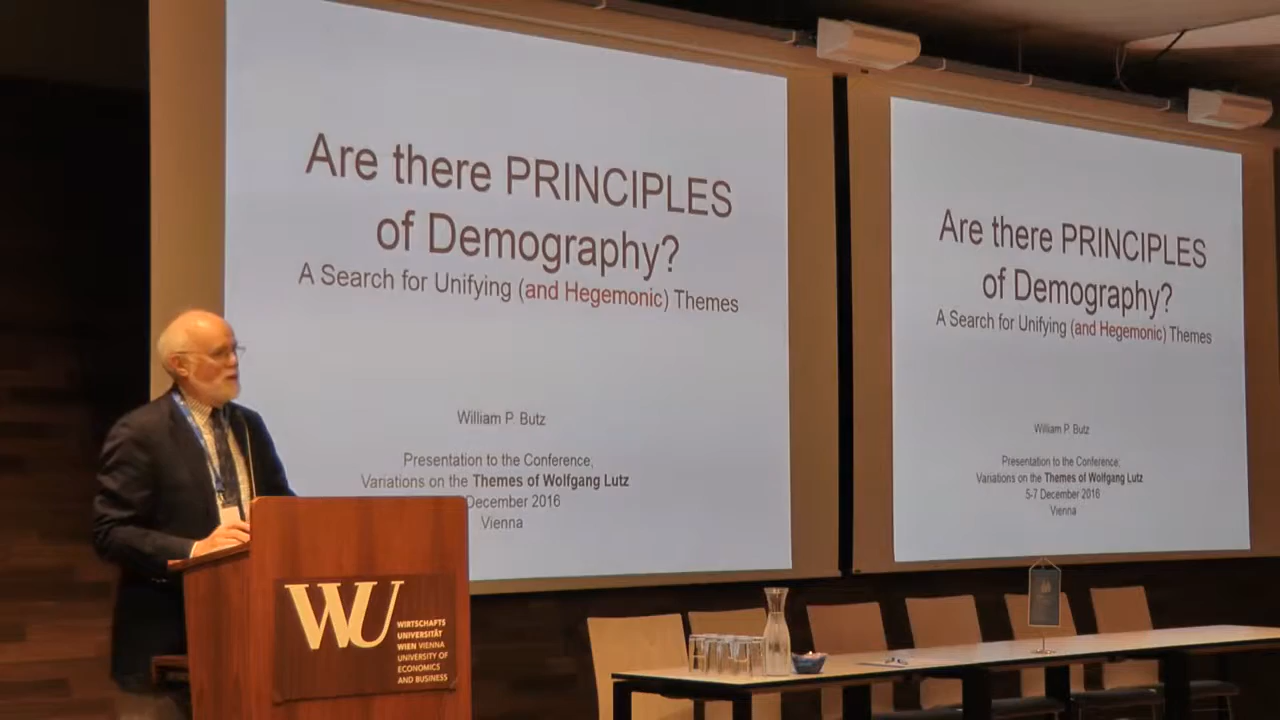 Are there PRINCIPLES
of Demography?
A Search for Unifying (and Hegemonic) Themes
William P. Butz
Presentation to the Conference,
Variations on the Themes of Wolfgang Lutz
December 2016
Vienna
Are there PRINCIPLES
of Demography?
A Search for Unifying (and Hegemonic) Themes
William P. Butz
Presentation to the Conference,
Variations on the Themes of Wolfgang Lutz
5-7 December 2016
Vienna
WU
WIRTSCHAFTS
UNIVERSITÄT
WIEN VIENNA
UNIVERSITY OF
ECONOMICS
AND BUSINESS